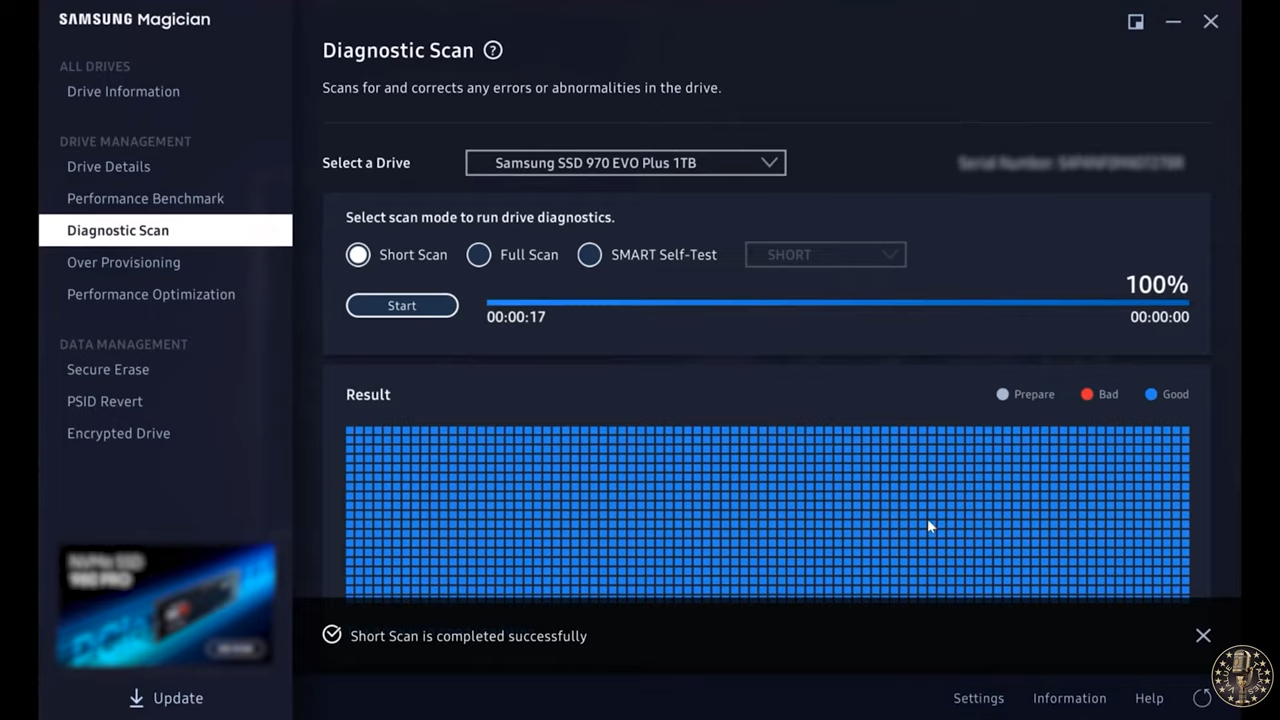 SAMSUNG Magician
ALL DRIVES
Drive Information
DRIVE MANAGEMENT
Drive Details
Performance Benchmark
Diagnostic Scan
Over Provisioning
Performance Optimization
DATA MANAGEMENT
Secure Erase
PSID Revert
Encrypted Drive
NVMe SSD
980 PRO
Update
Diagnostic Scan ?
Scans for and corrects any errors or abnormalities in the drive.
Select a Drive Samsung SSD 970 EVO Plus 1TB
Select scan mode to run drive diagnostics.
Short Scan Full Scan SMART Self-Test SHORT
100%
Start
00:00:17 00:00:00
Result Prepare Bad Good
Short Scan is completed successfully
Settings Information Help